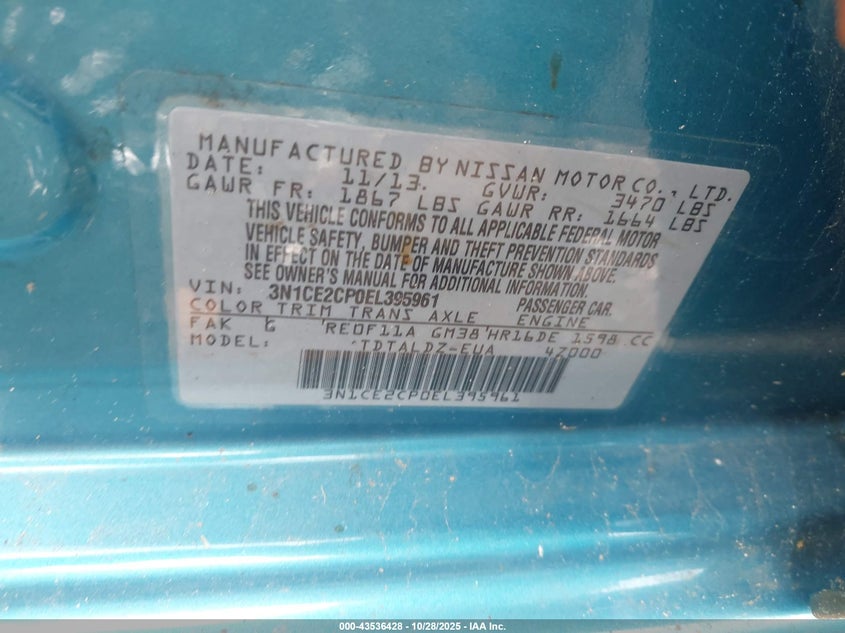 MANUFACTURED BY NISSAN MOTOR CO., LTD.
DATE: 11/13. GVWR: 3470 LBS
GAWR FR: 1867 LBS GAWR RR: 1664 LBS
THIS VEHICLE CONFORMS TO ALL APPLICABLE FEDERAL MOTOR
VEHICLE SAFETY, BUMPER AND THEFT PREVENTION STANDARDS
IN EFFECT ON THE DATE OF MANUFACTURE SHOWN ABOVE.
SEE OWNER'S MANUAL FOR ADDITIONAL INFORMATION.
VIN: 3N1CE2CP0EL395961 PASSENGER CAR.
COLOR TRIM TRANS AXLE ENGINE
FAK G RE0F11A GM38 HR16DE 1598 CC
MODEL: TDTALDZ-EUA 47000
3N1CE2CP0EL395961
000-43536428 - 10/28/2025 - IAA Inc.